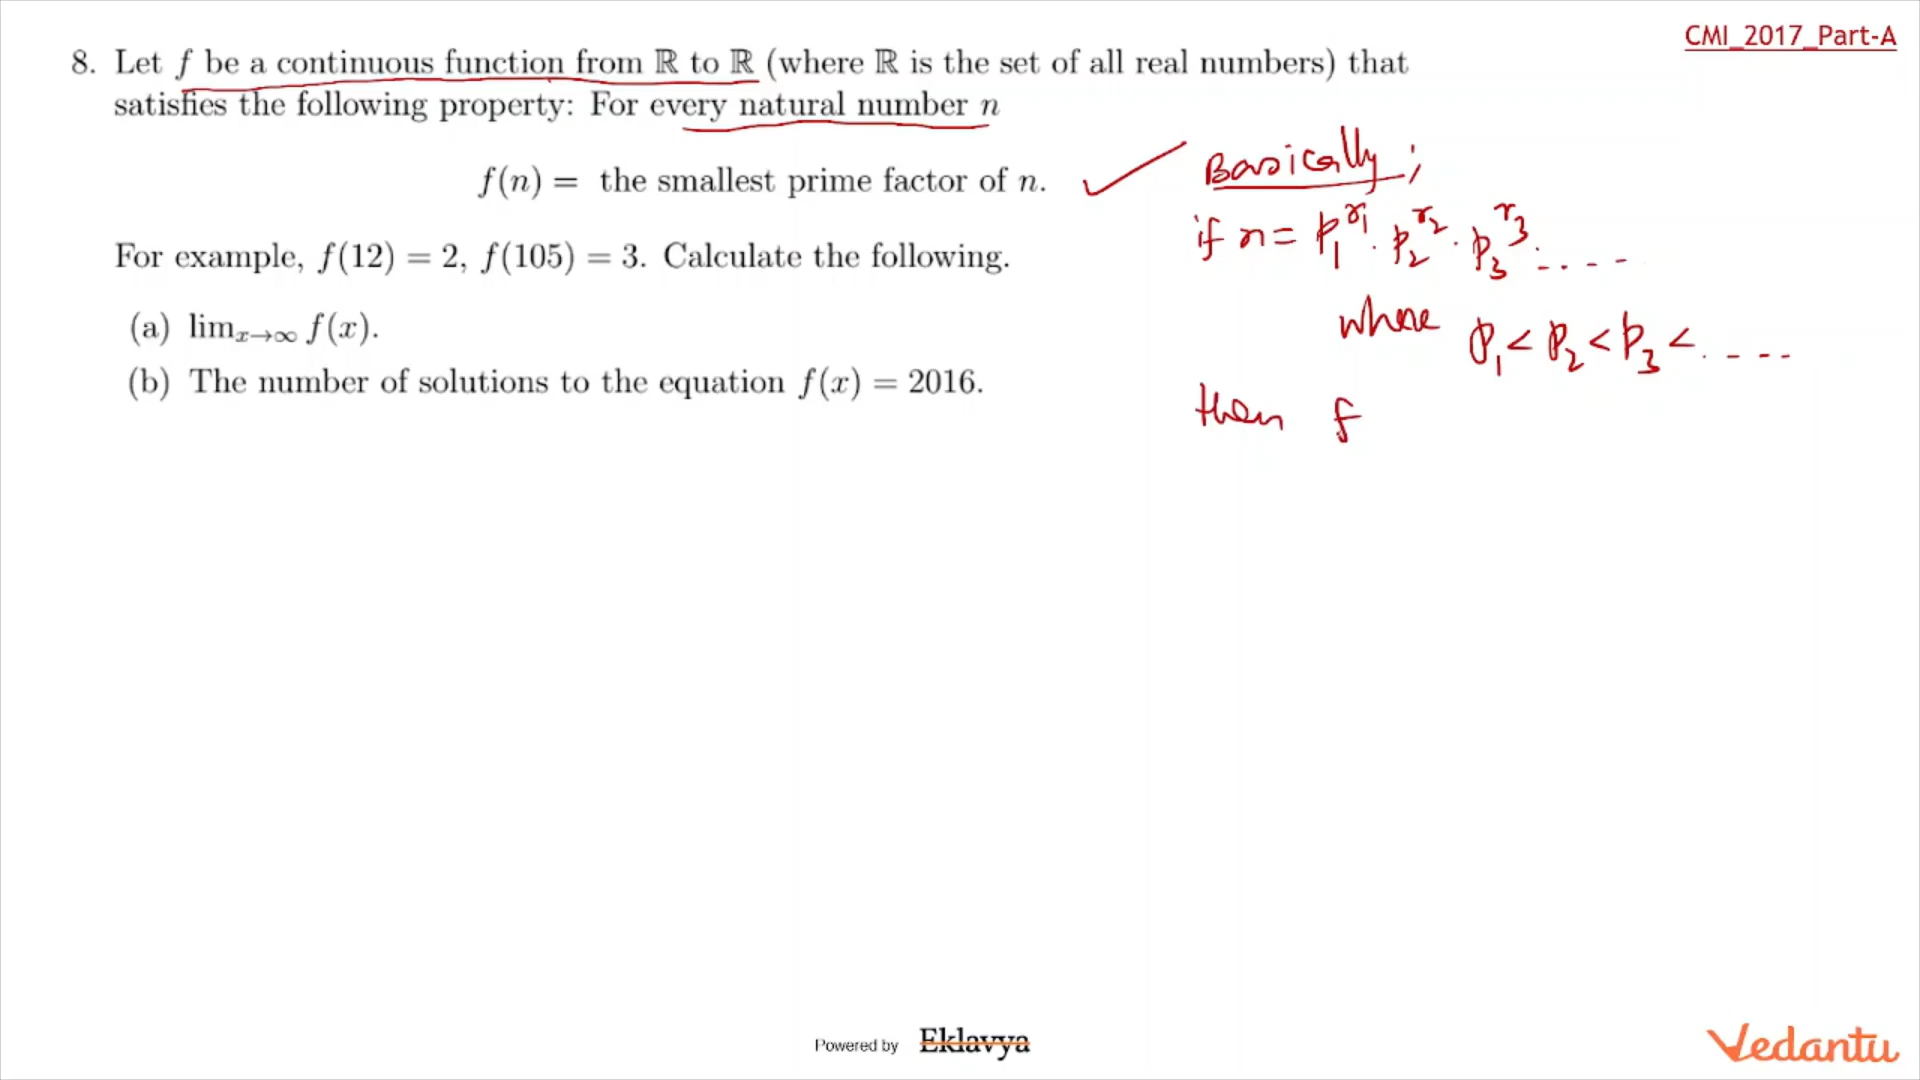 CMI_2017_Part-A
8. Let f be a continuous function from ℝ to ℝ (where ℝ is the set of all real numbers) that
satisfies the following property: For every natural number n
f(n) = the smallest prime factor of n.
For example, f(12) = 2, f(105) = 3. Calculate the following.
(a) lim_{x→∞} f(x).
(b) The number of solutions to the equation f(x) = 2016.
Basically;
if n = p₁^{r₁} · p₂^{r₂} · p₃^{r₃} · ....
where p₁ < p₂ < p₃ < ....
then f
Powered by Eklavya
Vedantu